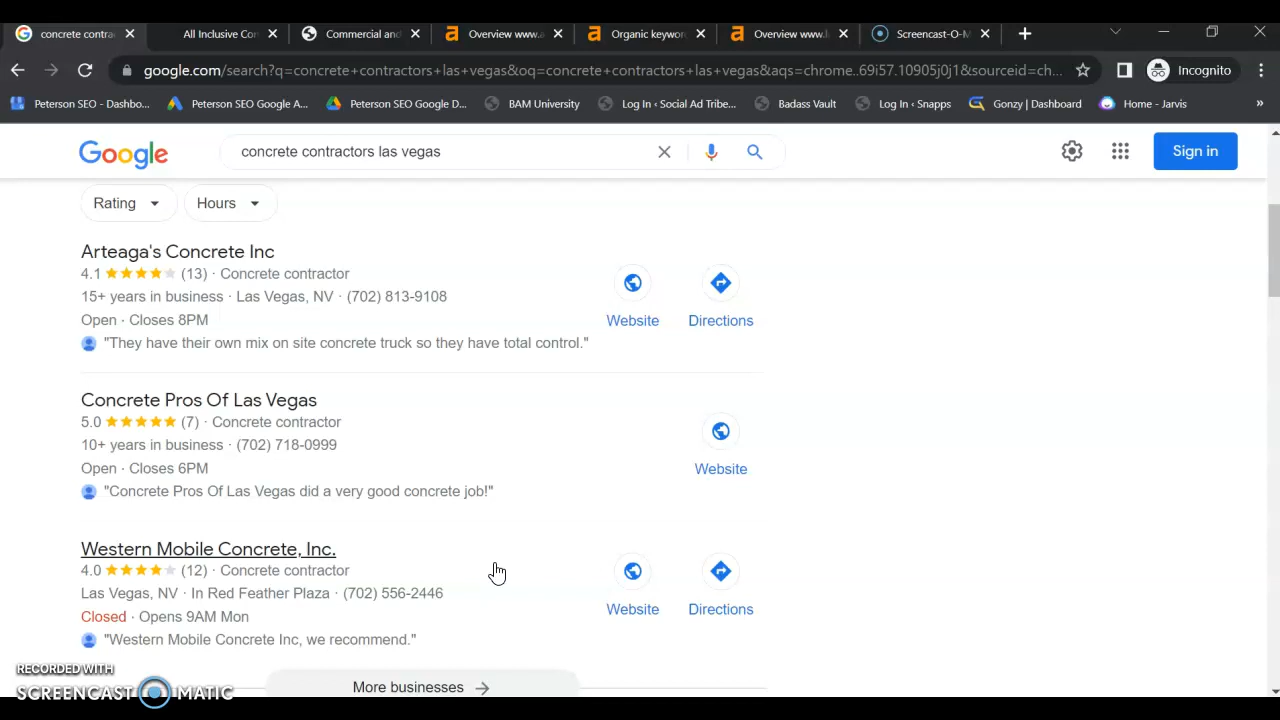 concrete contra
All Inclusive Con
Commercial and
Overview www.a
Organic keywor
Overview www.l
Screencast-O-M
google.com/search?q=concrete+contractors+las+vegas&oq=concrete+contractors+las+vegas&aqs=chrome..69i57.10905j0j1&sourceid=ch...
Incognito
Peterson SEO - Dashbo...
Peterson SEO Google A...
Peterson SEO Google D...
BAM University
Log In ‹ Social Ad Tribe...
Badass Vault
Log In ‹ Snapps
Gonzy | Dashboard
Home - Jarvis
»
Google
concrete contractors las vegas
Sign in
Rating
Hours
Arteaga's Concrete Inc
4.1 (13) · Concrete contractor
15+ years in business · Las Vegas, NV · (702) 813-9108
Open · Closes 8PM
"They have their own mix on site concrete truck so they have total control."
Website
Directions
Concrete Pros Of Las Vegas
5.0 (7) · Concrete contractor
10+ years in business · (702) 718-0999
Open · Closes 6PM
"Concrete Pros Of Las Vegas did a very good concrete job!"
Website
Western Mobile Concrete, Inc.
4.0 (12) · Concrete contractor
Las Vegas, NV · In Red Feather Plaza · (702) 556-2446
Closed · Opens 9AM Mon
"Western Mobile Concrete Inc, we recommend."
Website
Directions
More businesses
RECORDED WITH
SCREENCAST MATIC